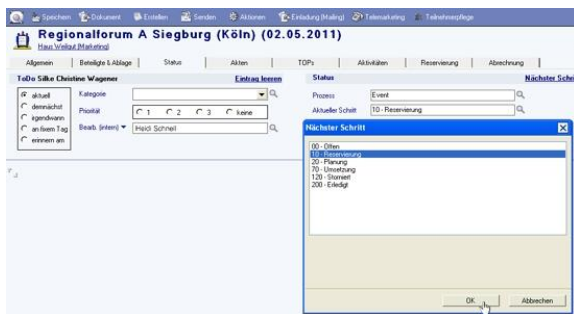 Speichern Dokument Erstellen Senden Aktionen Einladung (Mailing) Telemarketing Teilnehmerpflege
Regionalforum A Siegburg (Köln) (02.05.2011)
Haus Weilgut (Marketing)
Allgemein Beteiligte & Ablage Status Akten TOPs Aktivitäten Reservierung Abrechnung
ToDo Silke Christine Wagener Eintrag leeren Status Nächster Schri
aktuell Kategorie Prozess Event
demnächst Priorität 1 2 3 keine Aktueller Schritt 10 - Reservierung
irgendwann
an fixem Tag Bearb. (intern) Heidi Schnell
erinnern am
Nächster Schritt
00 - Offen
10 - Reservierung
20 - Planung
70 - Umsetzung
120 - Storniert
200 - Erledigt
OK Abbrechen